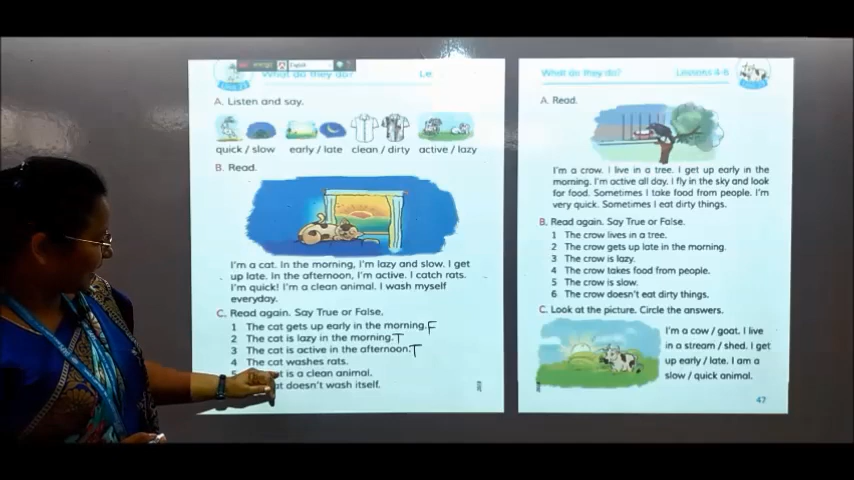 What do they do?
A. Listen and say.
quick / slow early / late clean / dirty active / lazy
B. Read.
I'm a cat. In the morning, I'm lazy and slow. I get
up late. In the afternoon, I'm active. I catch rats.
I'm quick! I'm a clean animal. I wash myself
everyday.
C. Read again. Say True or False.
1 The cat gets up early in the morning. F
2 The cat is lazy in the morning. T
3 The cat is active in the afternoon. T
4 The cat washes rats.
is a clean animal.
doesn't wash itself.
What do they do?
Lessons 4-6
A. Read.
I'm a crow. I live in a tree. I get up early in the
morning. I'm active all day. I fly in the sky and look
for food. Sometimes I take food from people. I'm
very quick. Sometimes I eat dirty things.
B. Read again. Say True or False.
1 The crow lives in a tree.
2 The crow gets up late in the morning.
3 The crow is lazy.
4 The crow takes food from people.
5 The crow is slow.
6 The crow doesn't eat dirty things.
C. Look at the picture. Circle the answers.
I'm a cow / goat. I live
in a stream / shed. I get
up early / late. I am a
slow / quick animal.
47